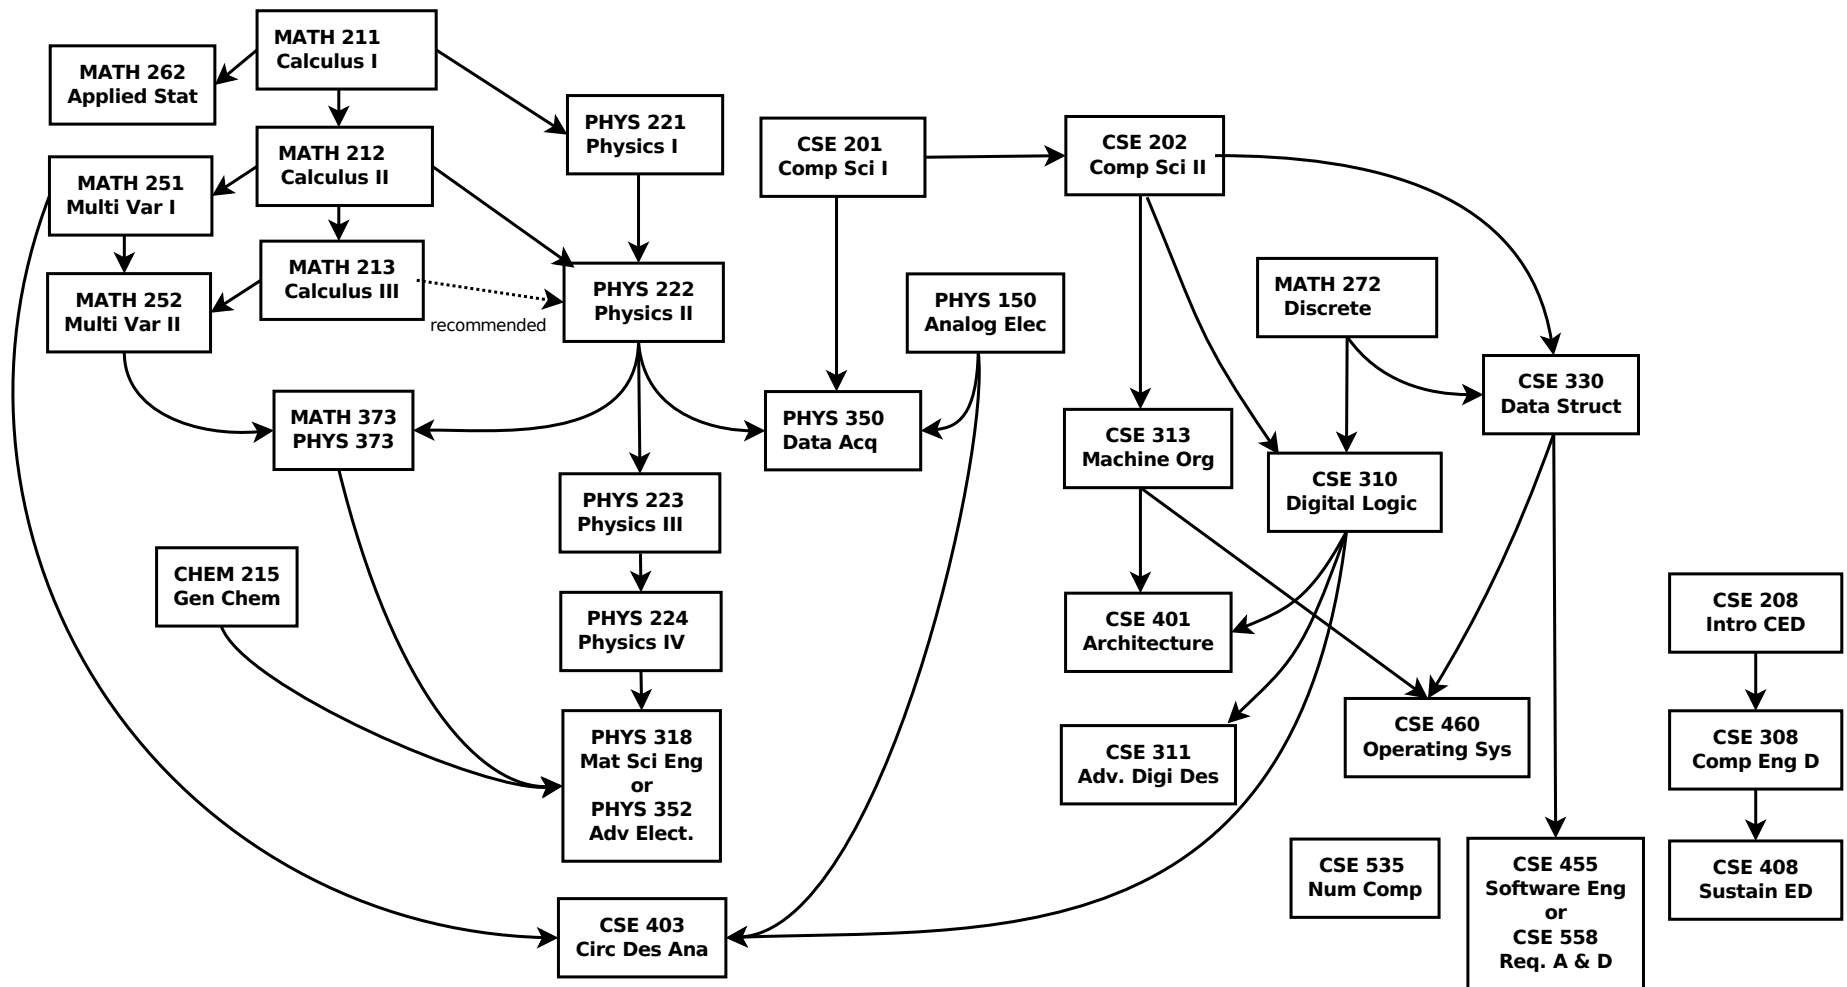 MATH 211
Calculus I
MATH 262
Applied Stat
PHYS 221
Physics I
CSE 201
Comp Sci I
CSE 202
Comp Sci II
MATH 212
Calculus II
MATH 251
Multi Var I
MATH 213
Calculus III
MATH 252
Multi Var II
recommended
PHYS 222
Physics II
PHYS 150
Analog Elec
MATH 272
Discrete
CSE 330
Data Struct
MATH 373
PHYS 373
PHYS 350
Data Acq
CSE 313
Machine Org
CSE 310
Digital Logic
PHYS 223
Physics III
CHEM 215
Gen Chem
PHYS 224
Physics IV
CSE 401
Architecture
CSE 208
Intro CED
PHYS 318
Mat Sci Eng
or
PHYS 352
Adv Elect.
CSE 311
Adv. Digi Des
CSE 460
Operating Sys
CSE 308
Comp Eng D
CSE 535
Num Comp
CSE 455
Software Eng
or
CSE 558
Req. A & D
CSE 408
Sustain ED
CSE 403
Circ Des Ana